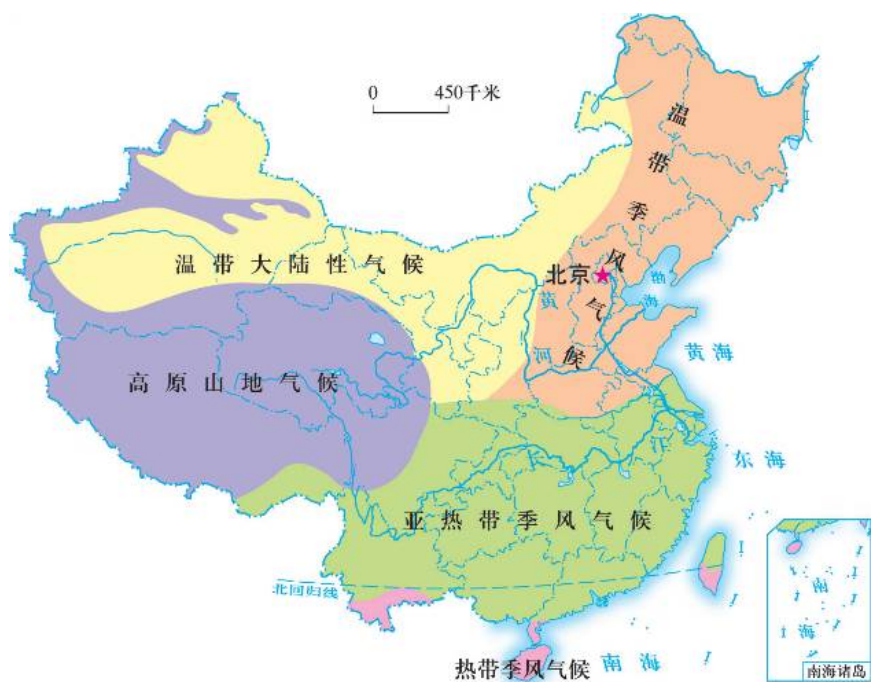 0 450千米
温带季风气候
北京
渤海
温带大陆性气候
黄河
黄海
高原山地气候
东海
亚热带季风气候
北回归线
南海
热带季风气候
南海
南海诸岛